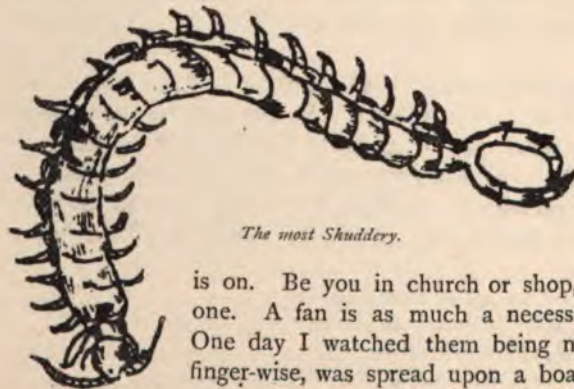 The most Shuddery.
is on. Be you in church or shop,
one. A fan is as much a necess
One day I watched them being n
finger-wise, was spread upon a boa